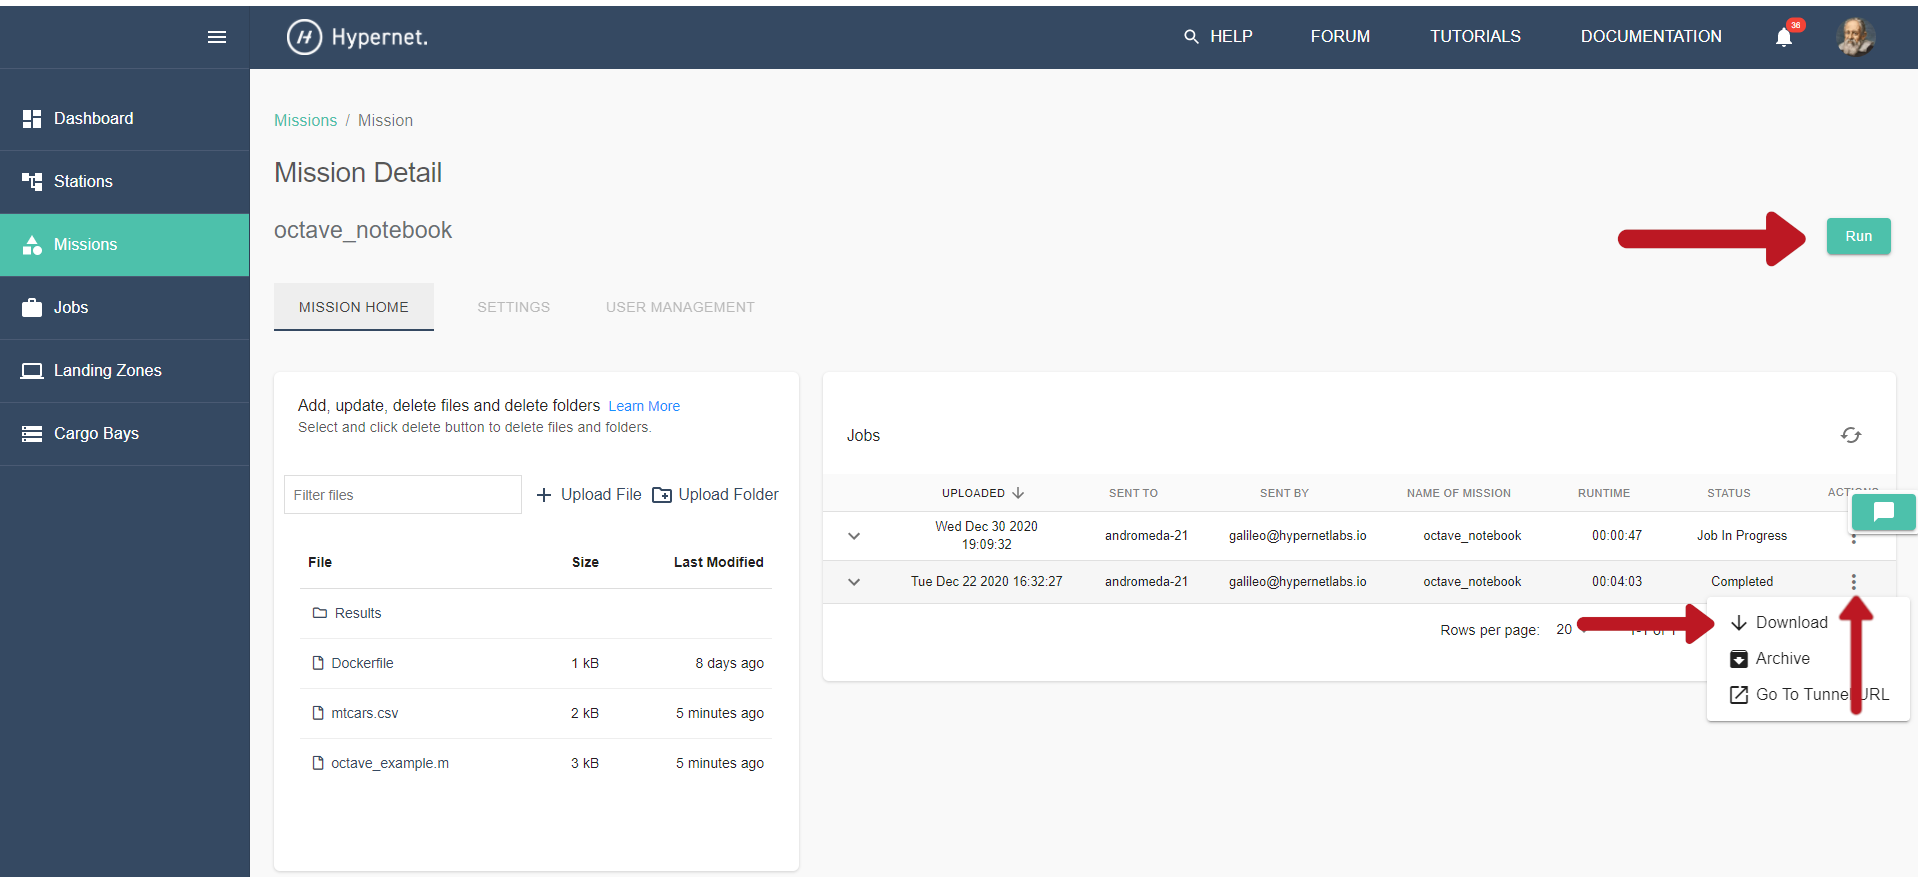 Hypernet.
HELP
FORUM
TUTORIALS
DOCUMENTATION
36
Dashboard
Stations
Missions
Jobs
Landing Zones
Cargo Bays
Missions / Mission
Mission Detail
octave_notebook
Run
MISSION HOME
SETTINGS
USER MANAGEMENT
Add, update, delete files and delete folders Learn More
Select and click delete button to delete files and folders.
Filter files
Upload File
Upload Folder
File Size Last Modified
Results
Dockerfile 1 kB 8 days ago
mtcars.csv 2 kB 5 minutes ago
octave_example.m 3 kB 5 minutes ago
Jobs
UPLOADED SENT TO SENT BY NAME OF MISSION RUNTIME STATUS ACTIONS
Wed Dec 30 2020
19:09:32 andromeda-21 galileo@hypernetlabs.io octave_notebook 00:00:47 Job In Progress
Tue Dec 22 2020 16:32:27 andromeda-21 galileo@hypernetlabs.io octave_notebook 00:04:03 Completed
Rows per page: 20
Download
Archive
Go To Tunnel URL